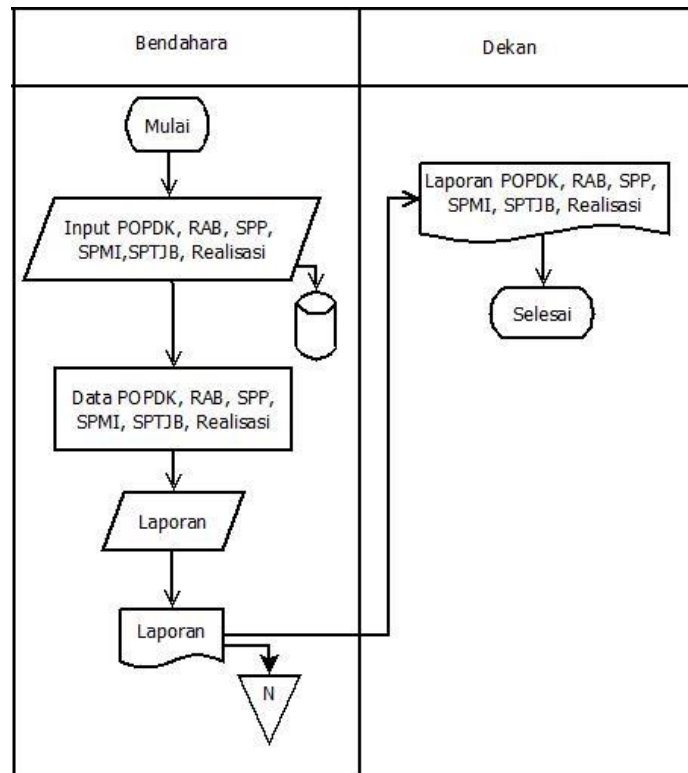 Bendahara
Dekan
Mulai
Input POPDK, RAB, SPP,
SPMI,SPTJB, Realisasi
Data POPDK, RAB, SPP,
SPMI, SPTJB, Realisasi
Laporan
Laporan
N
Laporan POPDK, RAB, SPP,
SPMI, SPTJB, Realisasi
Selesai